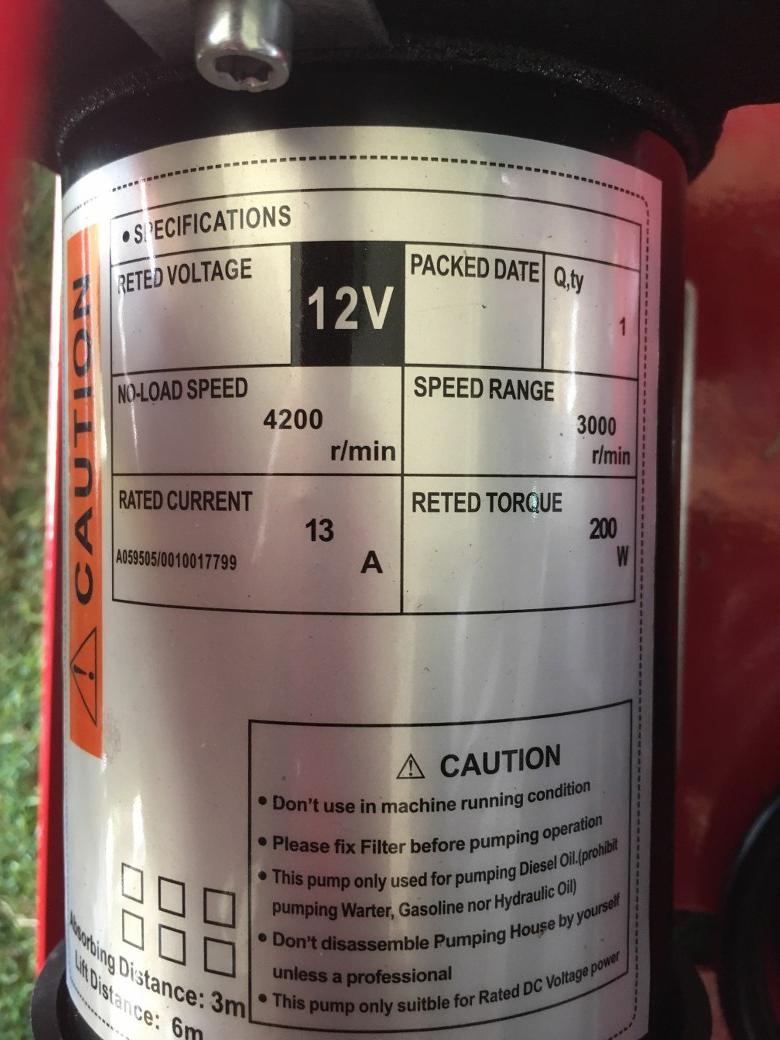 CAUTION
• SPECIFICATIONS
RETED VOLTAGE
12V
PACKED DATE
Q,ty
1
NO-LOAD SPEED
4200
r/min
SPEED RANGE
3000
r/min
RATED CURRENT
13
A
A059505/0010017799
RETED TORQUE
200
W
CAUTION
• Don't use in machine running condition
• Please fix Filter before pumping operation
• This pump only used for pumping Diesel Oil.(prohibit
pumping Warter, Gasoline nor Hydraulic Oil)
• Don't disassemble Pumping House by yourself
unless a professional
• This pump only suitble for Rated DC Voltage power
Absorbing Distance: 3m
Lift Distance: 6m